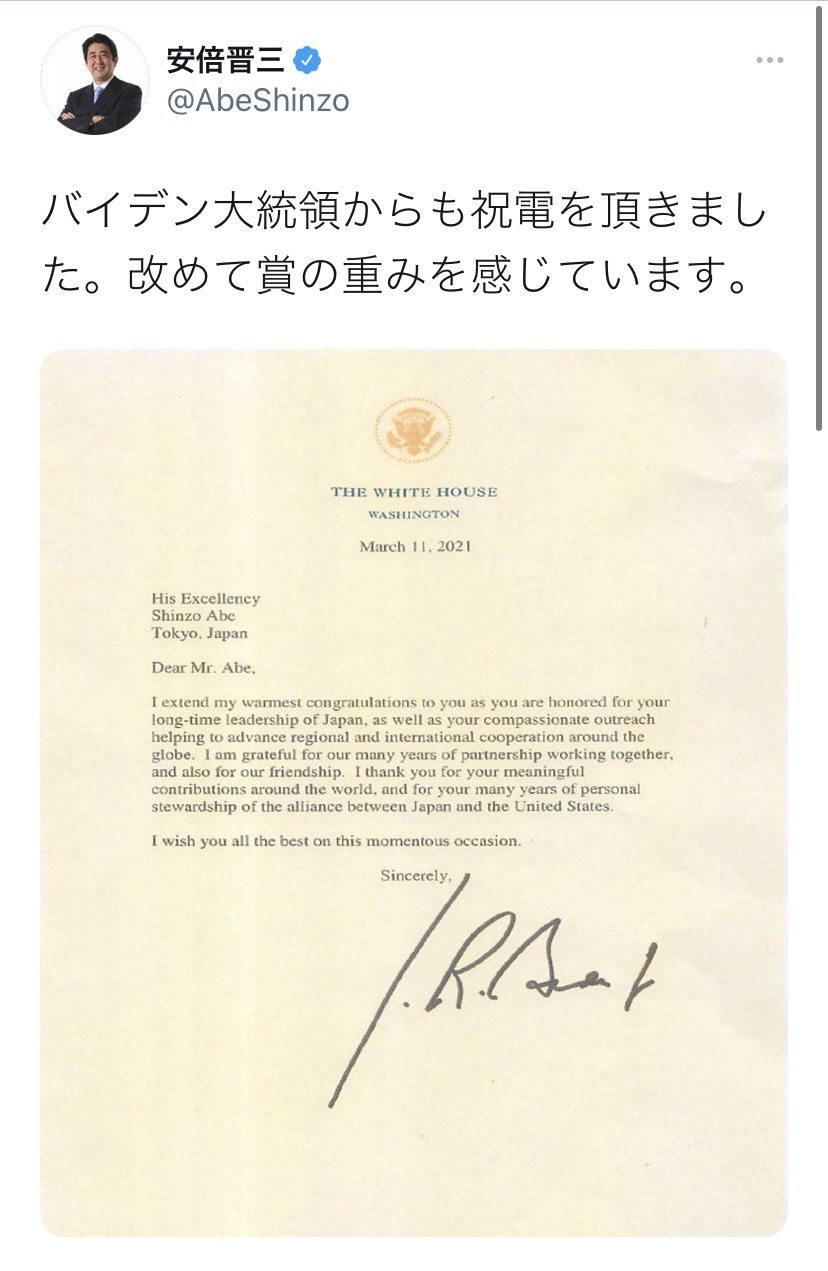 安倍晋三
@AbeShinzo
バイデン大統領からも祝電を頂きまし
た。改めて賞の重みを感じています。
THE WHITE HOUSE
WASHINGTON
March 11, 2021
His Excellency
Shinzo Abe
Tokyo, Japan
Dear Mr. Abe,
I extend my warmest congratulations to you as you are honored for your
long-time leadership of Japan, as well as your compassionate outreach
helping to advance regional and international cooperation around the
globe. I am grateful for our many years of partnership working together,
and also for our friendship. I thank you for your meaningful
contributions around the world, and for your many years of personal
stewardship of the alliance between Japan and the United States.
I wish you all the best on this momentous occasion.
Sincerely,